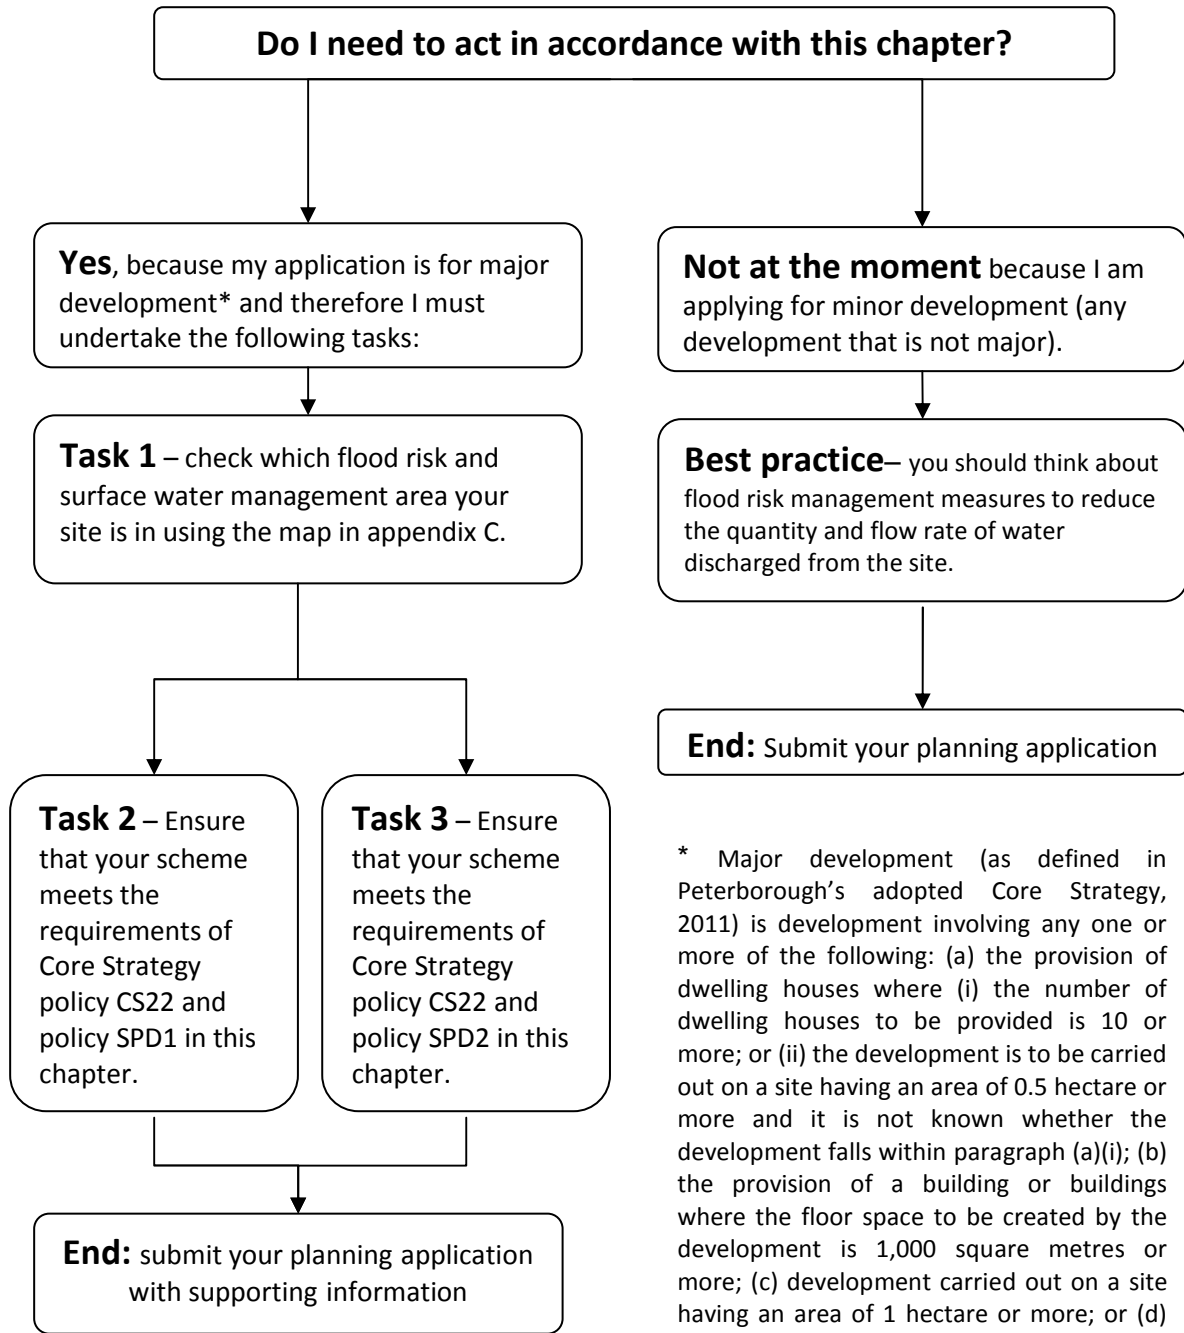 Do I need to act in accordance with this chapter?
Yes, because my application is for major
development* and therefore I must
undertake the following tasks:
Task 1 – check which flood risk and
surface water management area your
site is in using the map in appendix C.
Task 2 – Ensure
that your scheme
meets the
requirements of
Core Strategy
policy CS22 and
policy SPD1 in this
chapter.
Task 3 – Ensure
that your scheme
meets the
requirements of
Core Strategy
policy CS22 and
policy SPD2 in this
chapter.
End: submit your planning application
with supporting information
Not at the moment because I am
applying for minor development (any
development that is not major).
Best practice– you should think about
flood risk management measures to reduce
the quantity and flow rate of water
discharged from the site.
End: Submit your planning application
* Major development (as defined in
Peterborough’s adopted Core Strategy,
2011) is development involving any one or
more of the following: (a) the provision of
dwelling houses where (i) the number of
dwelling houses to be provided is 10 or
more; or (ii) the development is to be carried
out on a site having an area of 0.5 hectare or
more and it is not known whether the
development falls within paragraph (a)(i); (b)
the provision of a building or buildings
where the floor space to be created by the
development is 1,000 square metres or
more; (c) development carried out on a site
having an area of 1 hectare or more; or (d)